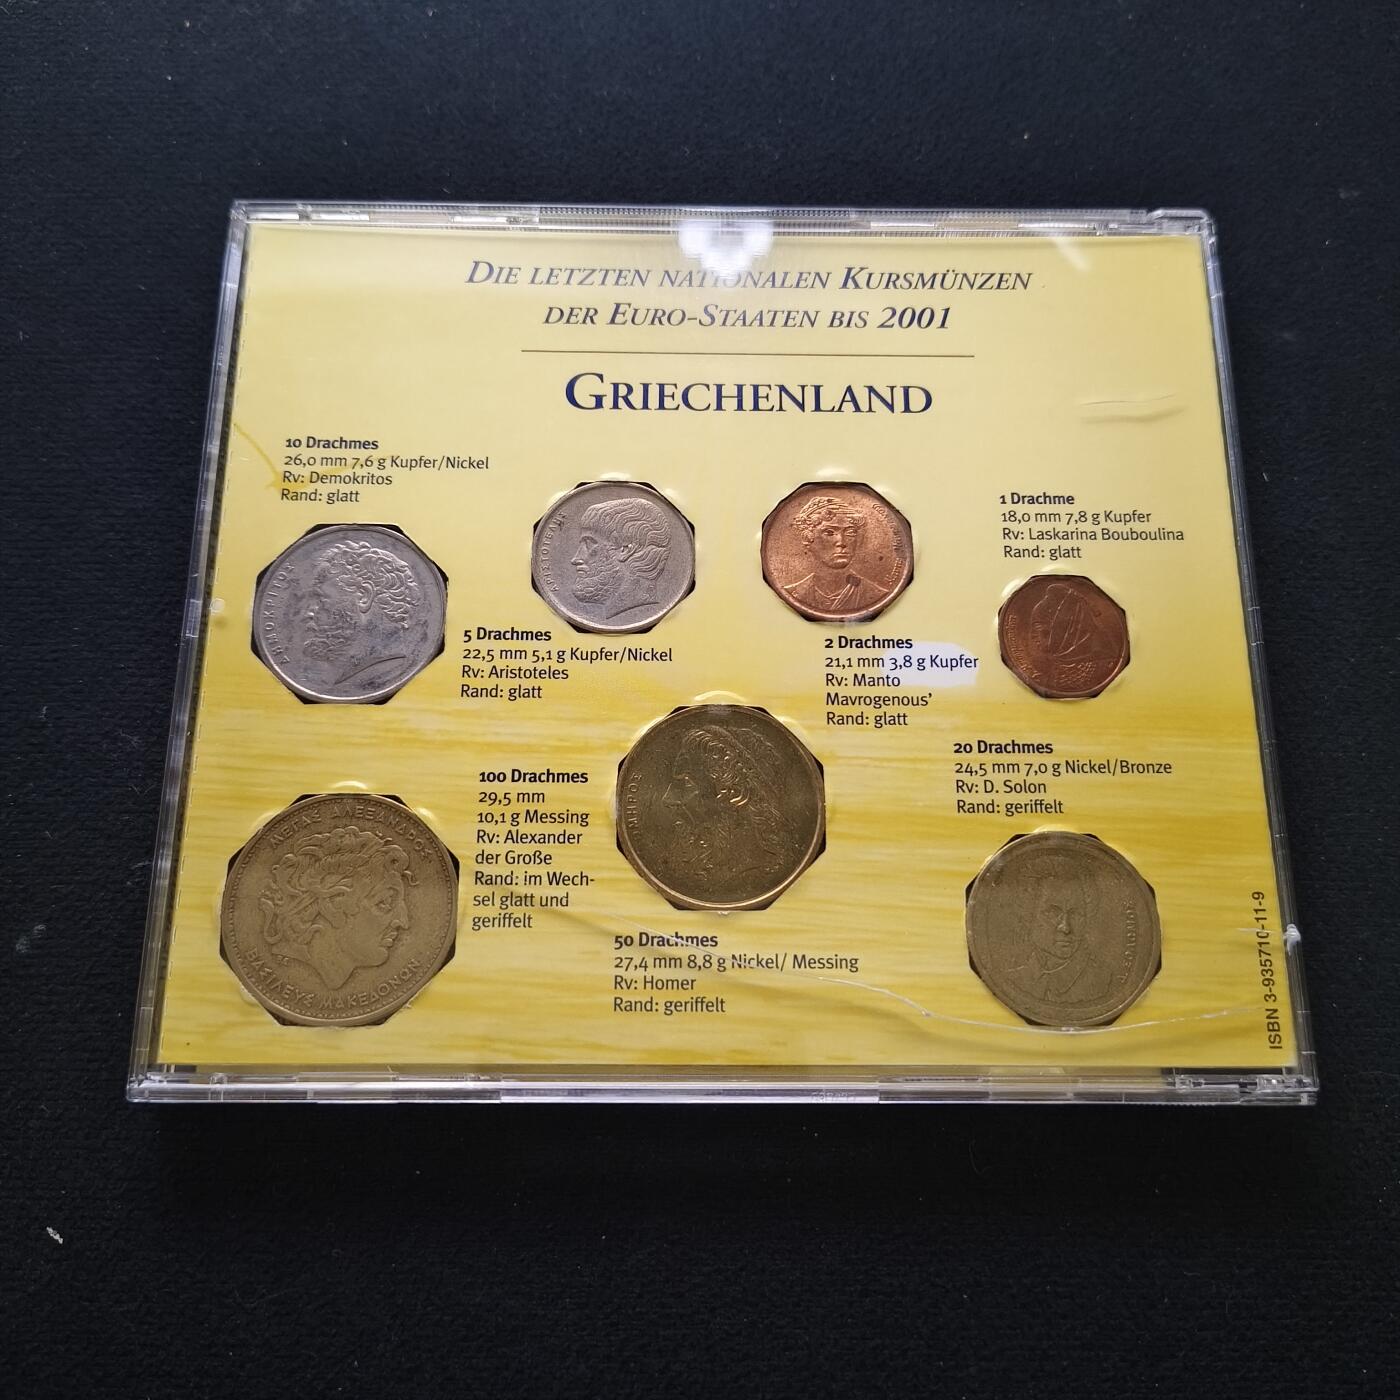 DIE LETZTEN NATIONALEN KURSMÜNZEN
DER EURO-STAATEN BIS 2001
GRIECHENLAND
10 Drachmes
26,0 mm 7,6 g Kupfer/Nickel
Rv: Demokritos
Rand: glatt
1 Drachme
18,0 mm 7,8 g Kupfer
Rv: Laskarina Bouboulina
Rand: glatt
ΔΗΜΟΚΡΙΤΟΣ
ΑΡΙΣΤΟΤΕΛΗΣ
5 Drachmes
22,5 mm 5,1 g Kupfer/Nickel
Rv: Aristoteles
Rand: glatt
2 Drachmes
21,1 mm 3,8 g Kupfer
Rv: Manto
Mavrogenous'
Rand: glatt
100 Drachmes
29,5 mm
10,1 g Messing
Rv: Alexander
der Große
Rand: im Wech-
sel glatt und
geriffelt
20 Drachmes
24,5 mm 7,0 g Nickel/Bronze
Rv: D. Solon
Rand: geriffelt
ΜΕΓΑΣ ΑΛΕΞΑΝΔΡΟΣ
ΒΑΣΙΛΕΥΣ ΜΑΚΕΔΟΝΩΝ
ΟΜΗΡΟΣ
Δ. ΣΟΛΩΜΟΣ
50 Drachmes
27,4 mm 8,8 g Nickel/ Messing
Rv: Homer
Rand: geriffelt
ISBN 3-935710-11-9